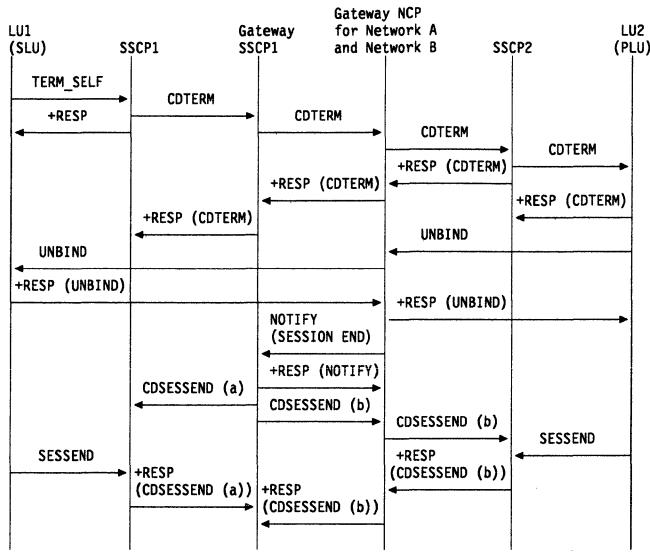 Gateway NCP
LU1 Gateway for Network A LU2
(SLU) SSCP1 SSCP1 and Network B SSCP2 (PLU)
TERM_SELF
CDTERM
+RESP
CDTERM
CDTERM
CDTERM
+RESP (CDTERM)
+RESP (CDTERM)
+RESP (CDTERM)
+RESP (CDTERM)
UNBIND
UNBIND
+RESP (UNBIND)
+RESP (UNBIND)
NOTIFY
(SESSION END)
+RESP (NOTIFY)
CDSESSEND (a)
CDSESSEND (b)
CDSESSEND (b)
SESSEND
SESSEND
+RESP
(CDSESSEND (b))
+RESP
(CDSESSEND (a))
+RESP
(CDSESSEND (b))